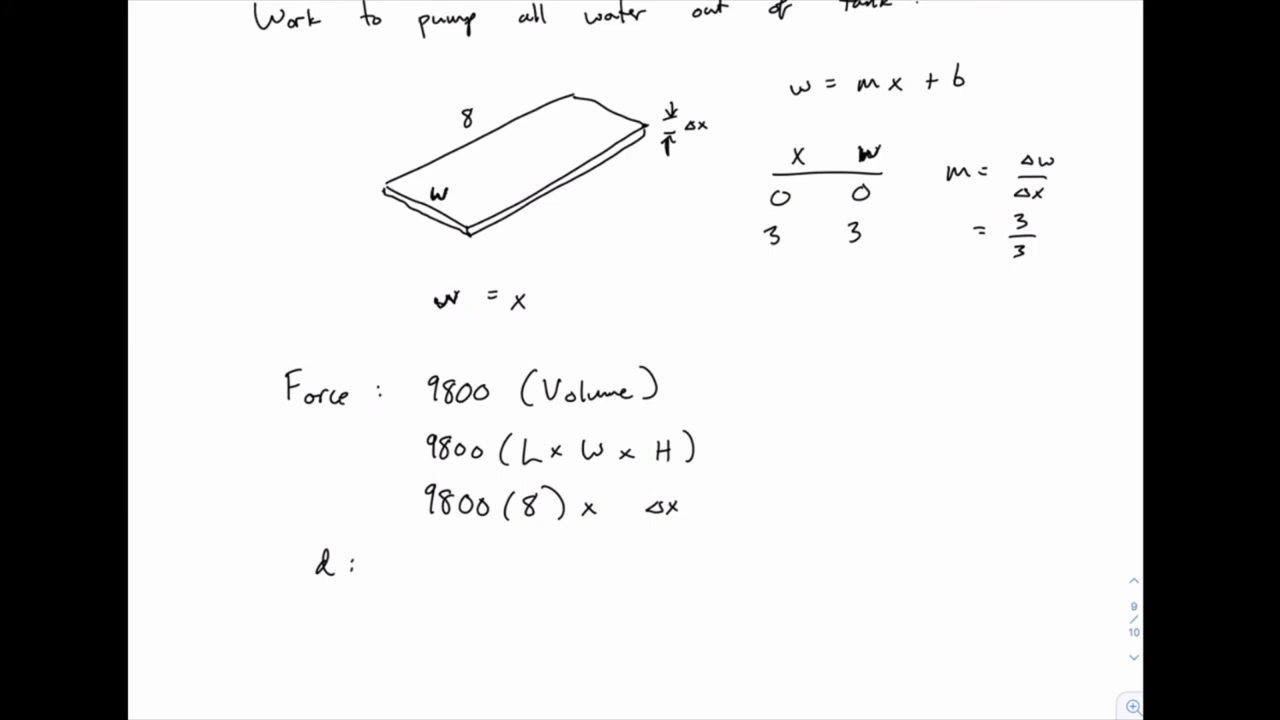 Work to pump all water out of tank.
8
Δx
w
w = mx + b
x w
0 0
3 3
m = Δw/Δx
= 3/3
w = x
Force : 9800 (Volume)
9800 (L x W x H)
9800 (8) x Δx
d :
9
/
10